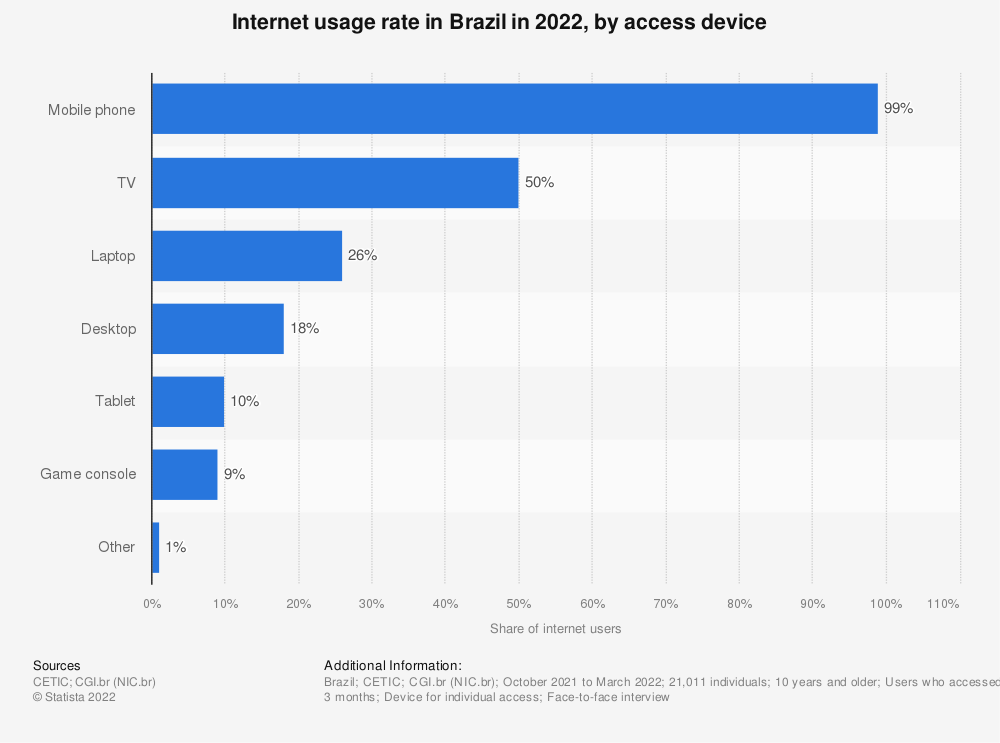 Internet usage rate in Brazil in 2022, by access device
Mobile phone
99%
TV
50%
Laptop
26%
Desktop
18%
Tablet
10%
Game console
9%
Other
1%
0%
10%
20%
30%
40%
50%
60%
70%
80%
90%
100%
110%
Share of internet users
Sources
CETIC; CGI.br (NIC.br)
© Statista 2022
Additional Information:
Brazil; CETIC; CGI.br (NIC.br); October 2021 to March 2022; 21,011 individuals; 10 years and older; Users who accessed
3 months; Device for individual access; Face-to-face interview